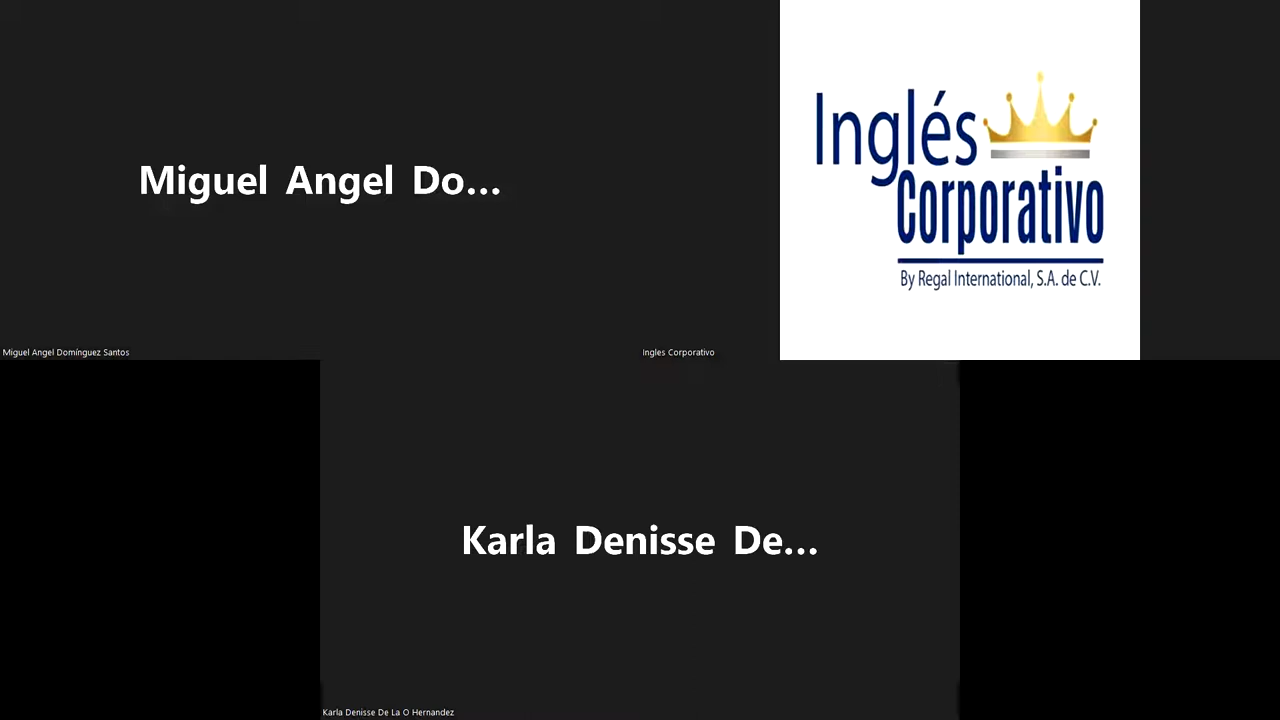 Miguel Angel Do...
Inglés
Corporativo
By Regal International, S.A. de C.V.
Miguel Angel Domínguez Santos
Ingles Corporativo
Karla Denisse De...
Karla Denisse De La O Hernandez